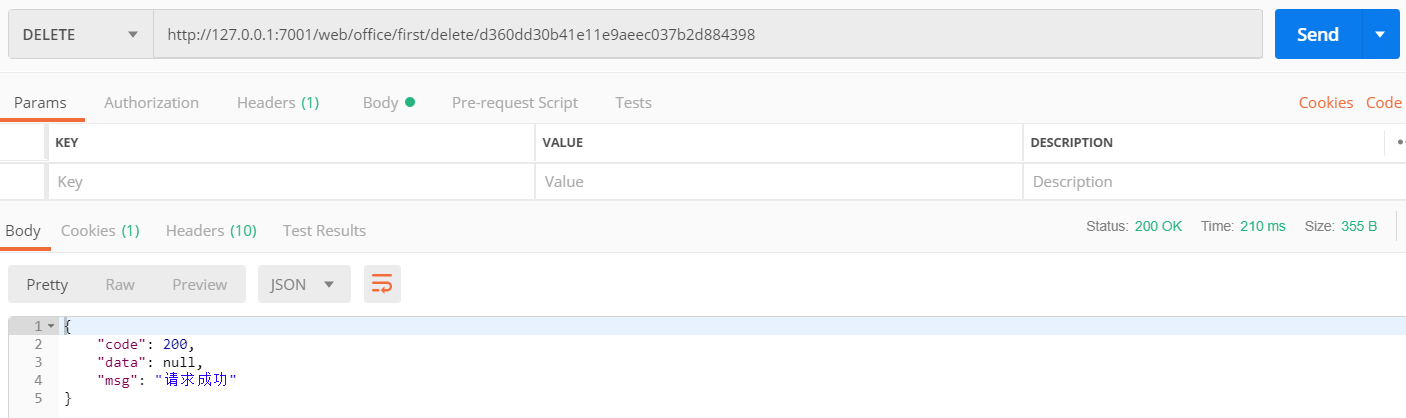 DELETE http://127.0.0.1:7001/web/office/first/delete/d360dd30b41e11e9aeec037b2d884398 Send
Params Authorization Headers (1) Body Pre-request Script Tests Cookies Code
KEY VALUE DESCRIPTION
Key Value Description
Body Cookies (1) Headers (10) Test Results Status: 200 OK Time: 210 ms Size: 355 B
Pretty Raw Preview JSON
1 {
2 "code": 200,
3 "data": null,
4 "msg": "请求成功"
5 }